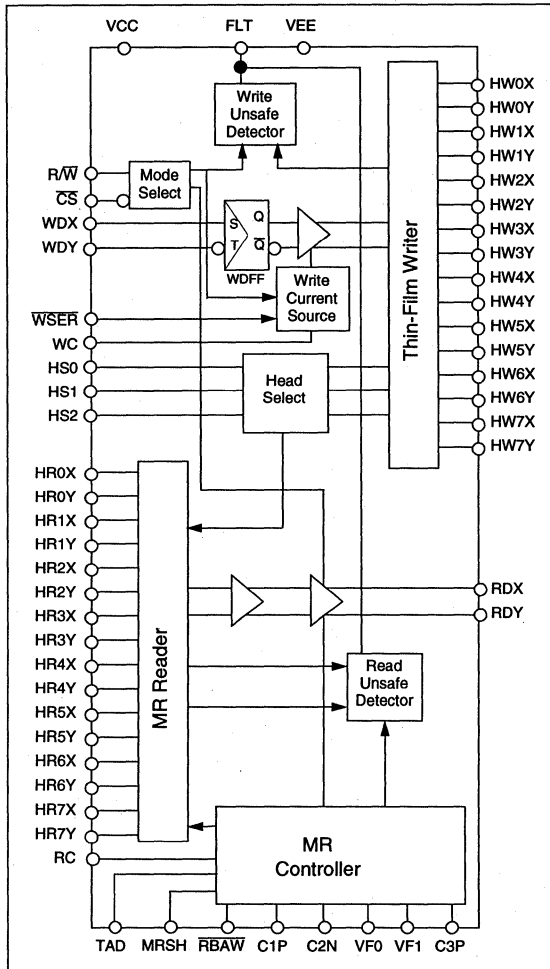 VCC FLT VEE
Write
Unsafe
Detector
Thin-Film Writer
HW0X
HW0Y
HW1X
HW1Y
HW2X
HW2Y
HW3X
HW3Y
HW4X
HW4Y
HW5X
HW5Y
HW6X
HW6Y
HW7X
HW7Y
R/W̅
C̅S̅
Mode
Select
WDX
WDY
S Q
T Q̅
WDFF
Write
Current
Source
W̅S̅E̅R̅
WC
HS0
HS1
HS2
Head
Select
HR0X
HR0Y
HR1X
HR1Y
HR2X
HR2Y
HR3X
HR3Y
HR4X
HR4Y
HR5X
HR5Y
HR6X
HR6Y
HR7X
HR7Y
MR Reader
RDX
RDY
Read
Unsafe
Detector
RC
MR
Controller
TAD MRSH R̅B̅A̅W̅ C1P C2N VF0 VF1 C3P